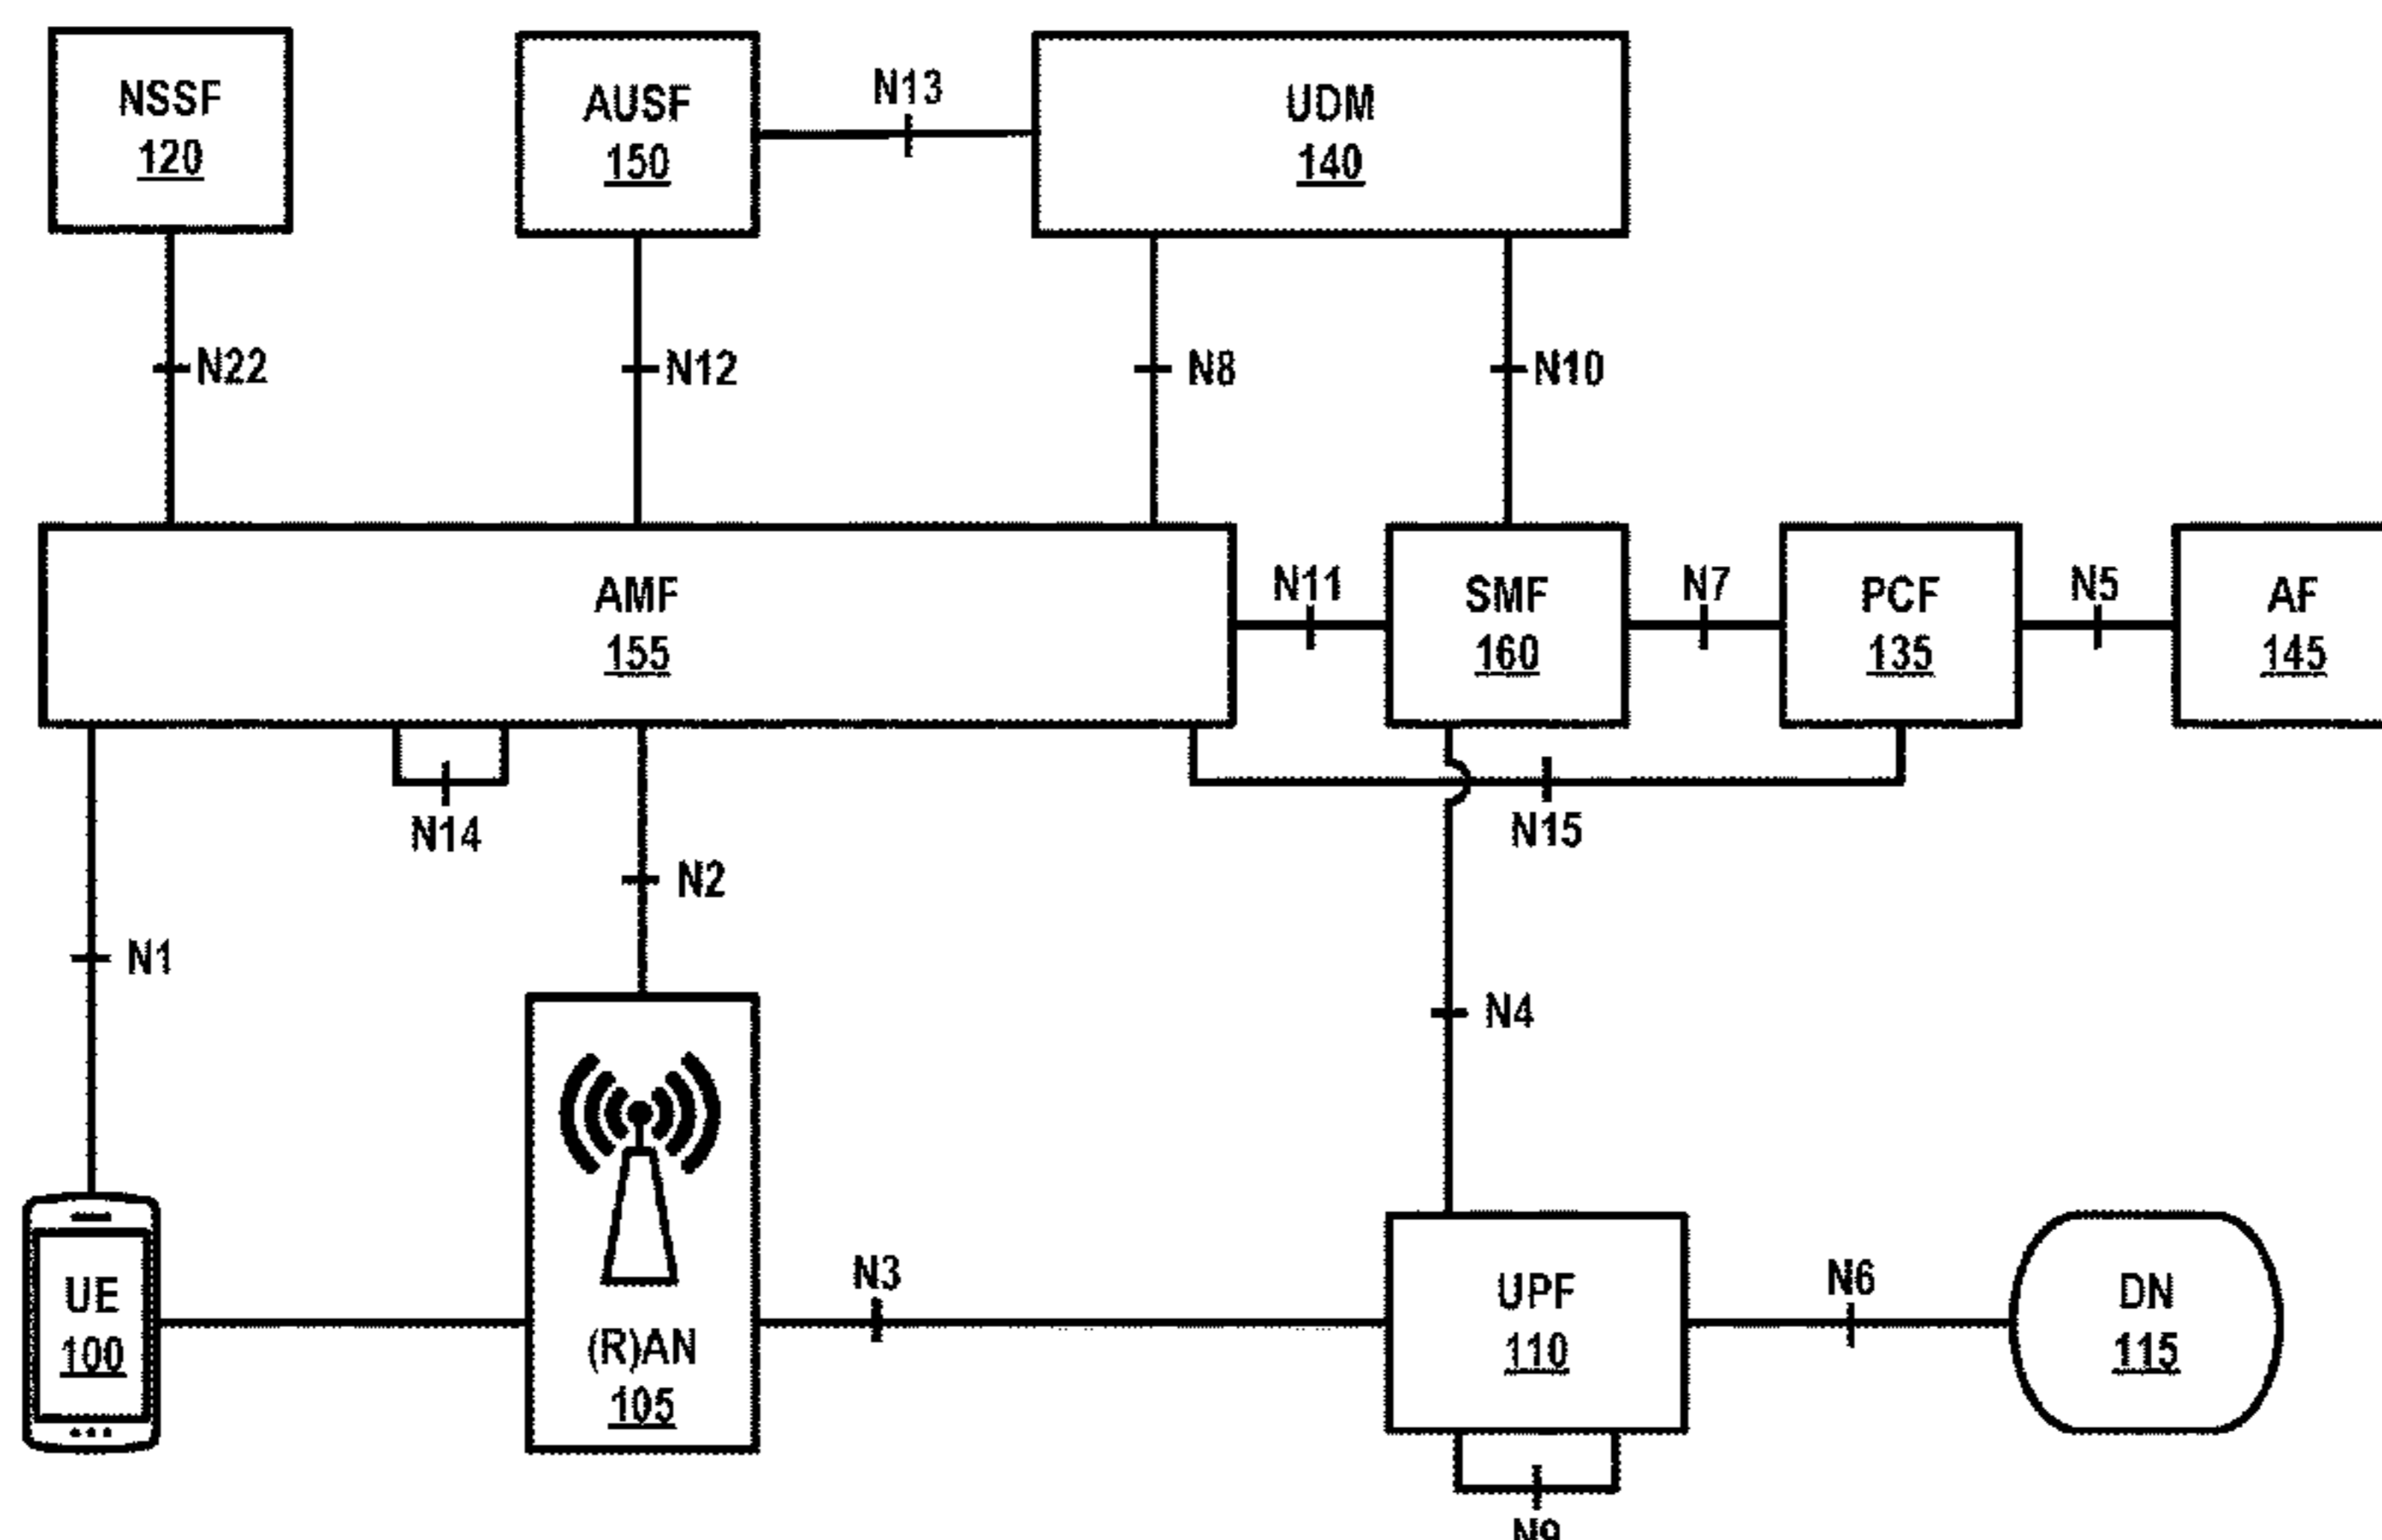 NSSF
120
AUSF
150
N13
UDM
140
N22
N12
N8
N10
AMF
155
N11
SMF
160
N7
PCF
135
N5
AF
145
N14
N15
N2
N1
N4
UE
100
(R)AN
105
N3
UPF
110
N6
DN
115
N9